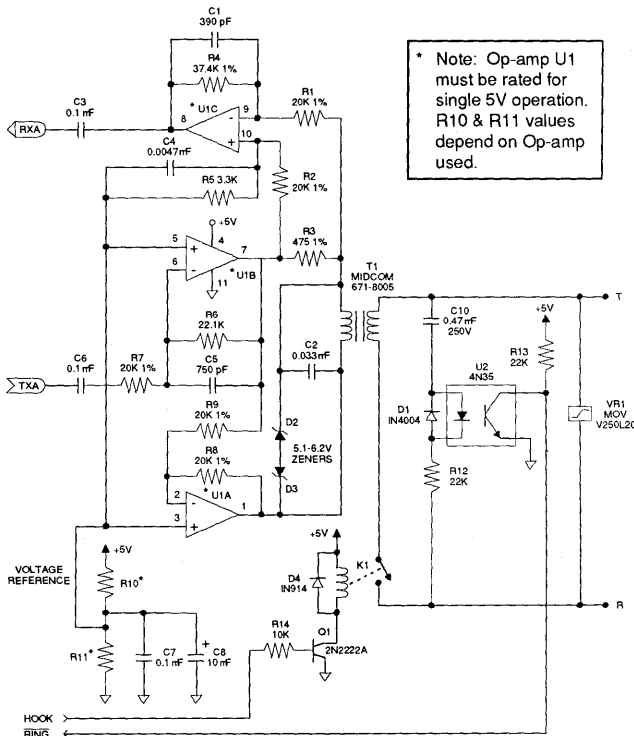 C1
390 pF
R4
37.4K 1%
R1
20K 1%
C3
0.1 mF
* U1C
8
9
10
RXA
C4
0.0047mF
R2
20K 1%
R5 3.3K
+5V
R3
475 1%
5
4
7
6
* U1B
11
T1
MIDCOM
671-8005
R6
22.1K
C6
0.1 mF
R7
20K 1%
C5
750 pF
C2
0.033mF
TXA
R9
20K 1%
D2
R8
20K 1%
5.1-6.2V
ZENERS
* U1A
D3
2
3
1
* Note: Op-amp U1
must be rated for
single 5V operation.
R10 & R11 values
depend on Op-amp
used.
T
C10
0.47mF
250V
+5V
R13
22K
U2
4N35
D1
IN4004
VR1
MOV
V250L20
R12
22K
VOLTAGE
REFERENCE
+5V
R10*
R11*
C7
0.1 mF
+
C8
10 mF
+5V
D4
IN914
K1
R14
10K
Q1
2N2222A
R
HOOK
RING